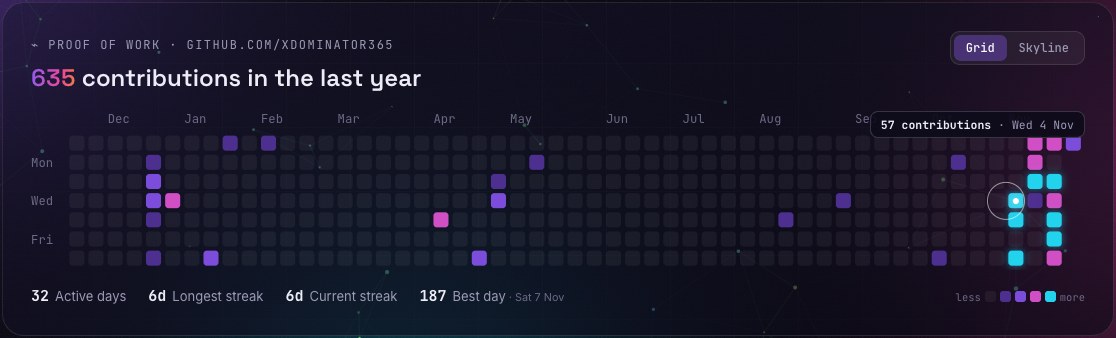 ⌁ PROOF OF WORK · GITHUB.COM/XDOMINATOR365
Grid Skyline
635 contributions in the last year
Dec Jan Feb Mar Apr May Jun Jul Aug
57 contributions · Wed 4 Nov
Mon
Wed
Fri
32 Active days 6d Longest streak 6d Current streak 187 Best day · Sat 7 Nov
less more